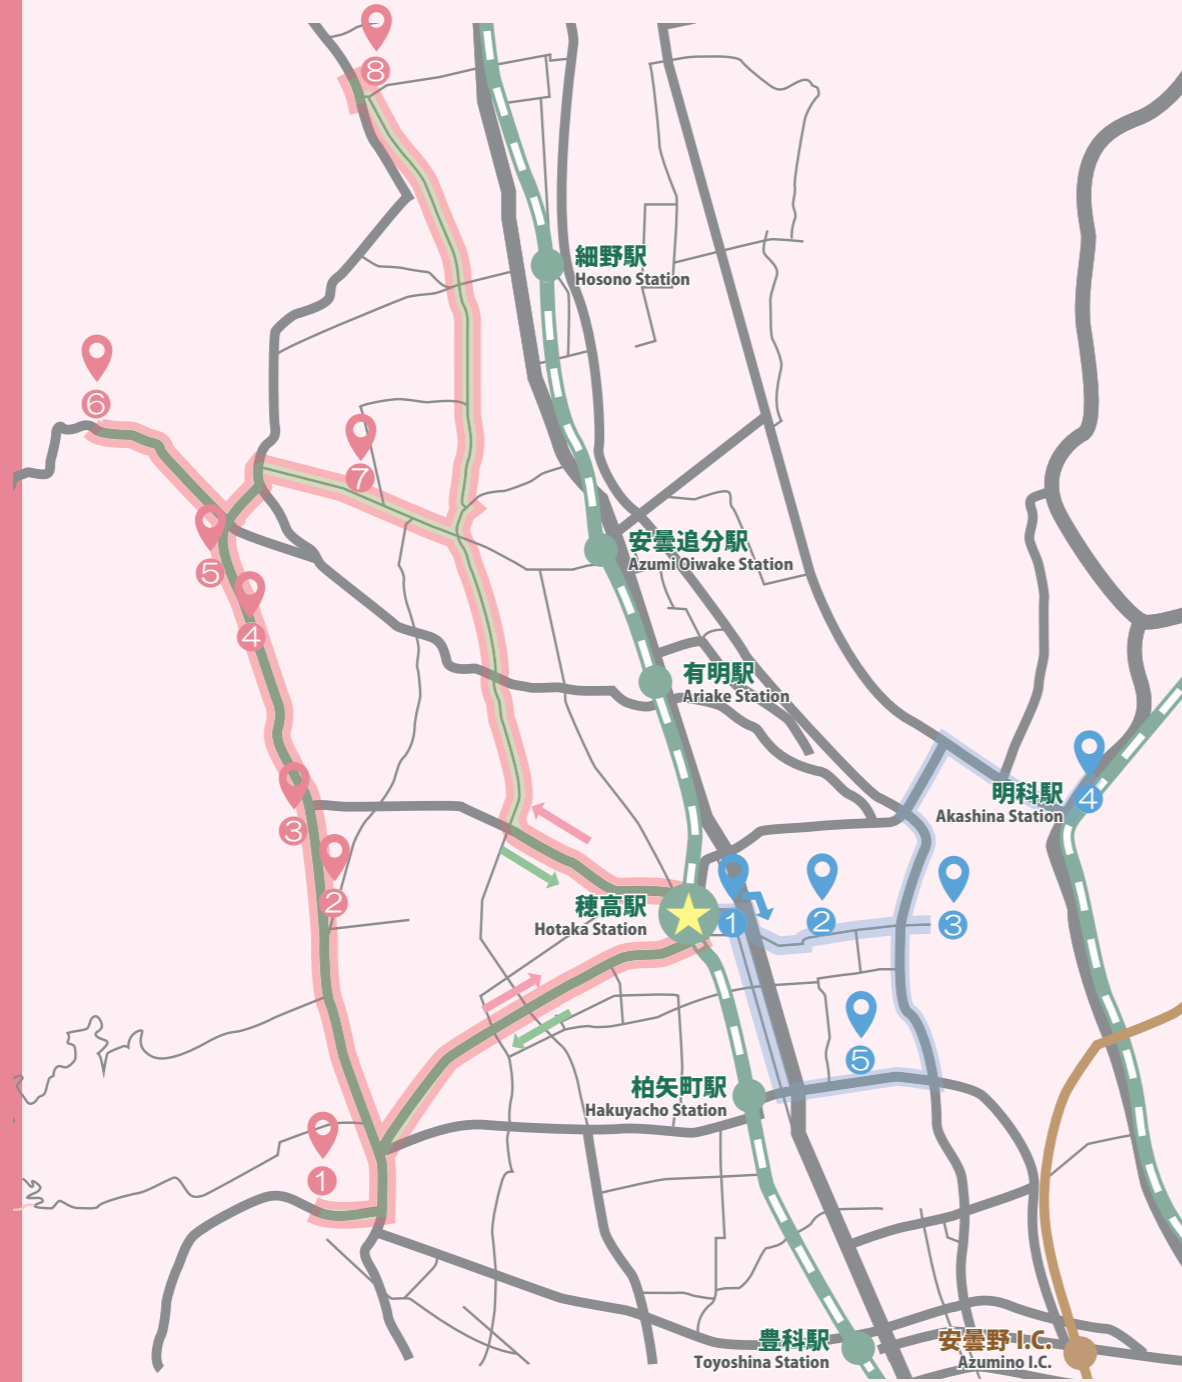 ⑧
細野駅
Hosono Station
⑥
⑦
安曇追分駅
Azumi Oiwake Station
⑤
④
有明駅
Ariake Station
明科駅
④
Akashina Station
③
②
穂高駅
Hotaka Station
①
②
③
⑤
柏矢町駅
Hakuyacho Station
①
豊科駅
Toyoshina Station
安曇野 I.C.
Azumino I.C.